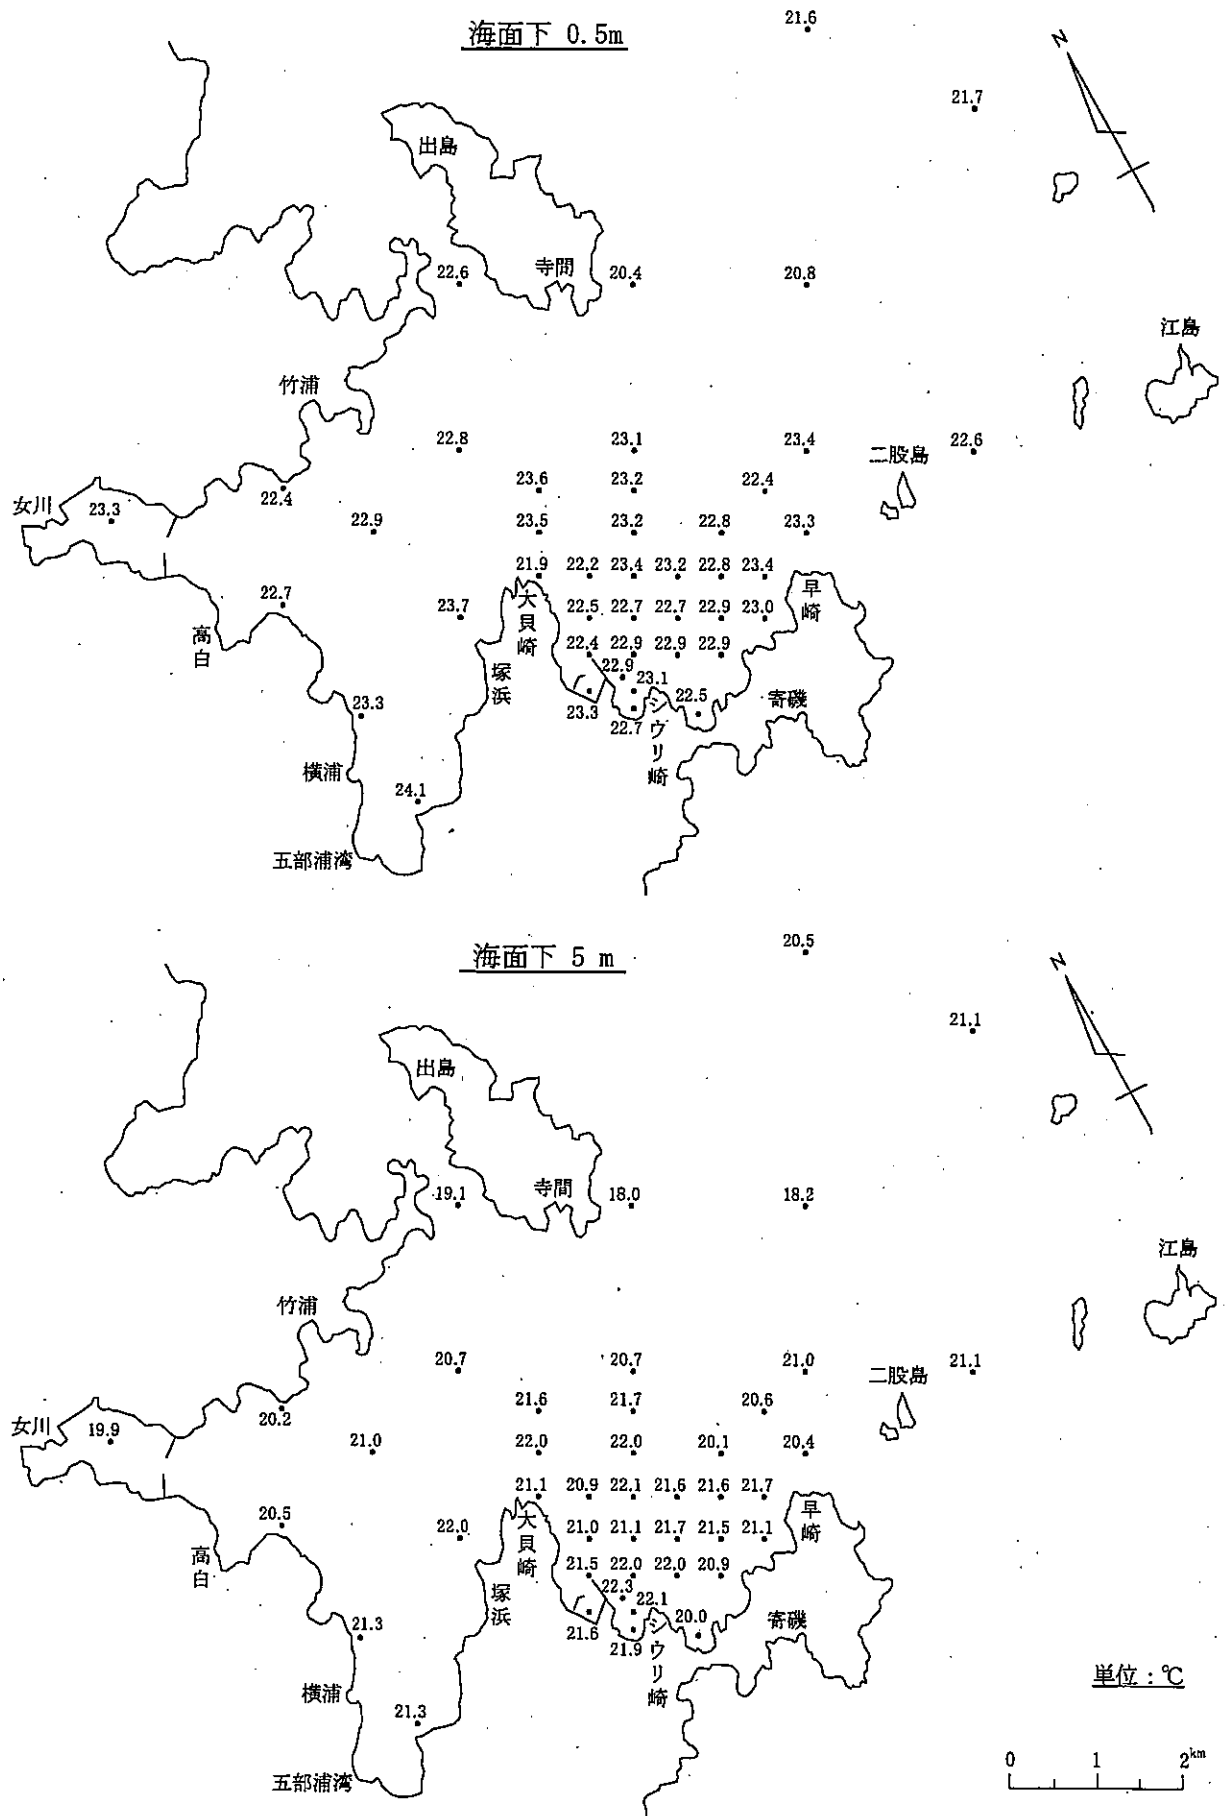 海面下 0.5m
21.6
N
21.7
出島
寺間
22.6
20.4
20.8
江島
竹浦
22.8
23.1
23.4
22.6
二股島
23.6
23.2
22.4
女川
23.3
22.4
22.9
23.5
23.2
22.8
23.3
21.9
22.2
23.4
23.2
22.8
23.4
大貝崎
早崎
22.7
高白
23.7
22.5
22.7
22.7
22.9
23.0
塚浜
22.4
22.9
22.9
22.9
22.9
23.1
23.3
22.7
22.5
シウリ崎
寄磯
23.3
横浦
24.1
五部浦湾
海面下 5 m
20.5
N
21.1
出島
寺間
19.1
18.0
18.2
江島
竹浦
20.7
20.7
21.0
21.1
二股島
21.6
21.7
20.6
女川
19.9
20.2
21.0
22.0
22.0
20.1
20.4
21.1
20.9
22.1
21.6
21.6
21.7
大貝崎
早崎
20.5
高白
22.0
21.0
21.1
21.7
21.5
21.1
塚浜
21.5
22.0
22.0
20.9
22.3
22.1
21.6
21.9
20.0
シウリ崎
寄磯
21.3
横浦
21.3
五部浦湾
単位：℃
0 1 2km